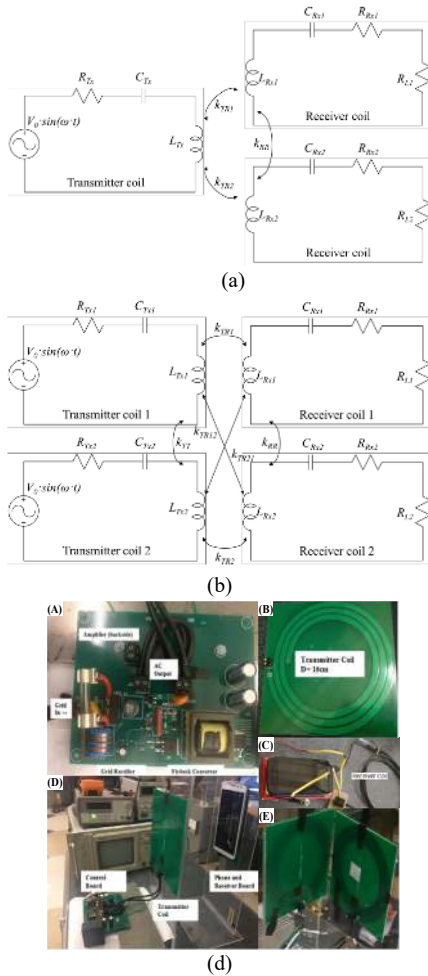 R_Tx C_Tx
V_0·sin(ω·t)
L_Tx
Transmitter coil
k_TR1
k_TR2
k_RR
C_Rx1 R_Rx1
L_Rx1
R_L1
Receiver coil
C_Rx2 R_Rx2
L_Rx2
R_L2
Receiver coil
(a)
R_Tx1 C_Tx1
V_0·sin(ω·t)
L_Tx1
Transmitter coil 1
k_TR1
C_Rx1 R_Rx1
L_Rx1
R_L1
Receiver coil 1
k_TT
k_TR12
k_TR21
k_RR
R_Tx2 C_Tx2
V_0·sin(ω·t)
L_Tx2
Transmitter coil 2
k_TR2
C_Rx2 R_Rx2
L_Rx2
R_L2
Receiver coil 2
(b)
(A)
Amplifier (backside)
AC
Output
Grid
In
Grid Rectifier
Flyback Converter
(B)
Transmitter Coil
D= 16cm
(C)
(D)
Control
Board
Transmitter
Coil
Phone and
Receiver Board
(E)
(d)